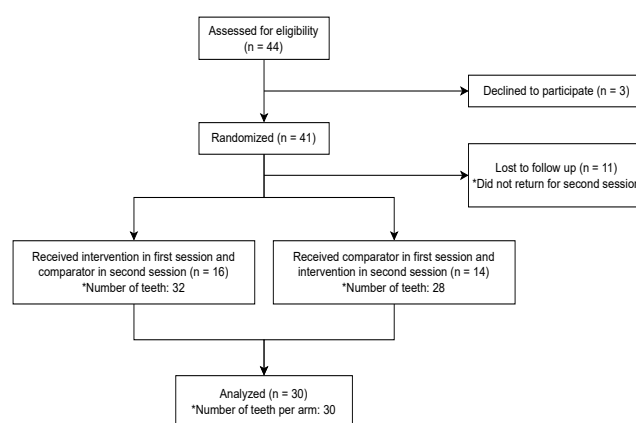 Assessed for eligibility
(n = 44)
Declined to participate (n = 3)
Randomized (n = 41)
Lost to follow up (n = 11)
*Did not return for second session
Received intervention in first session and
comparator in second session (n = 16)
*Number of teeth: 32
Received comparator in first session and
intervention in second session (n = 14)
*Number of teeth: 28
Analyzed (n = 30)
*Number of teeth per arm: 30